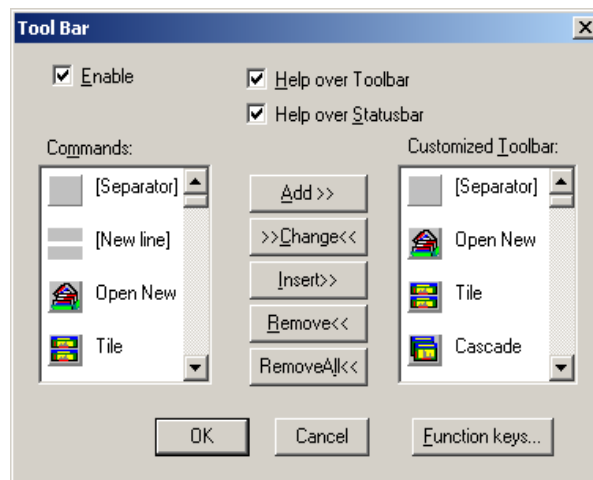 Tool Bar
Enable
Help over Toolbar
Help over Statusbar
Commands:
[Separator]
[New line]
Open New
Tile
Add >>
>>Change<<
Insert>>
Remove<<
RemoveAll<<
Customized Toolbar:
[Separator]
Open New
Tile
Cascade
OK
Cancel
Function keys...